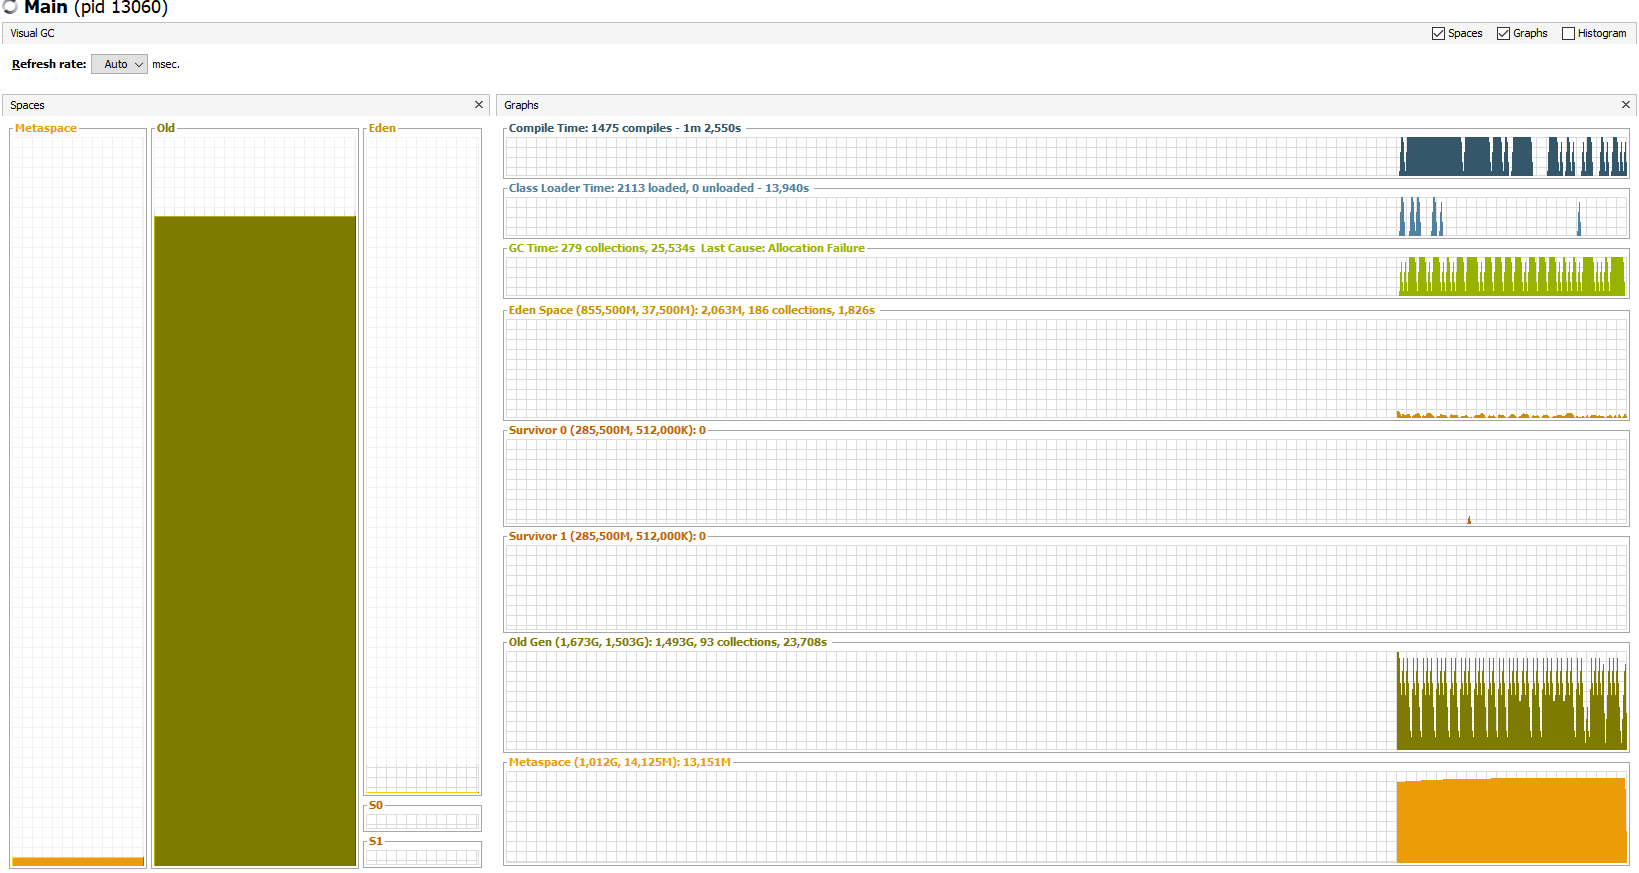 Main (pid 13060)
Visual GC
Spaces Graphs Histogram
Refresh rate: Auto msec.
Spaces
Metaspace Old Eden
S0
S1
Graphs
Compile Time: 1475 compiles - 1m 2,550s
Class Loader Time: 2113 loaded, 0 unloaded - 13,940s
GC Time: 279 collections, 25,534s Last Cause: Allocation Failure
Eden Space (855,500M, 37,500M): 2,063M, 186 collections, 1,826s
Survivor 0 (285,500M, 512,000K): 0
Survivor 1 (285,500M, 512,000K): 0
Old Gen (1,673G, 1,503G): 1,493G, 93 collections, 23,708s
Metaspace (1,012G, 14,125M): 13,151M